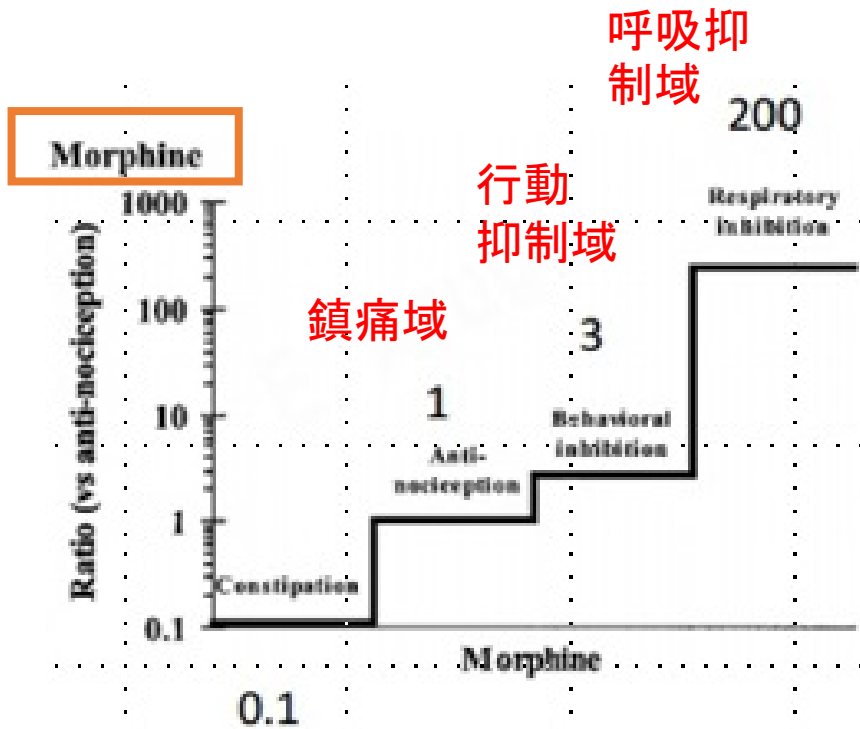 呼吸抑
制域
200
Morphine
行動
抑制域
Respiratory
inhibition
1000
鎮痛域
100
3
1
Behavioral
inhibition
10
Anti-
nociception
1
Constipation
0.1
Ratio (vs anti-nociception)
Morphine
0.1